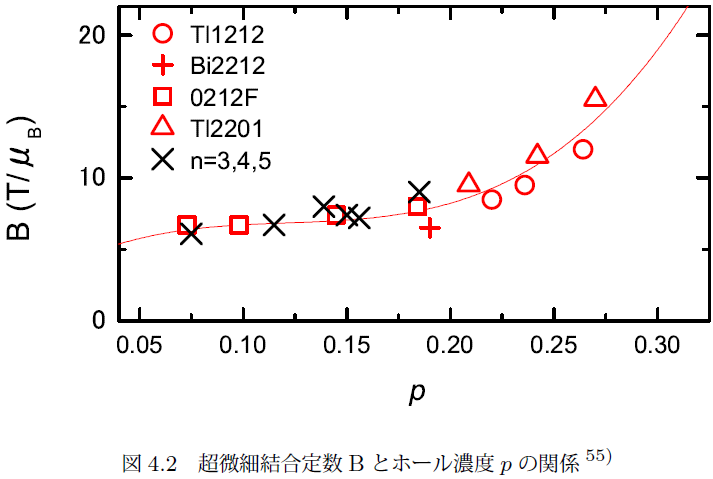 20
10
0
B (T/μB)
Tl1212
Bi2212
0212F
Tl2201
n=3,4,5
0.05 0.10 0.15 0.20 0.25 0.30
p
図 4.2 超微細結合定数 B とホール濃度 p の関係 55)